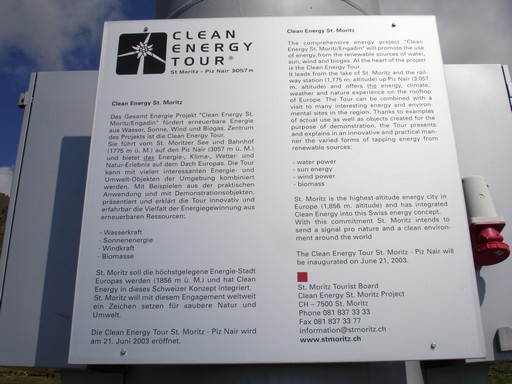 CLEAN
ENERGY
TOUR®
St. Moritz - Piz Nair 3057 m
Clean Energy St. Moritz
Das Gesamt Energie Projekt "Clean Energy St.
Moritz/Engadin" fördert erneuerbare Energie
aus Wasser, Sonne, Wind und Biogas. Zentrum
des Projekts ist die Clean Energy Tour.
Sie führt vom St. Moritzer See und Bahnhof
(1775 m ü. M.) auf den Piz Nair (3057 m ü. M.)
und bietet das Energie-, Klima-, Wetter- und
Natur-Erlebnis auf dem Dach Europas. Die Tour
kann mit vielen interessanten Energie- und
Umwelt-Objekten der Umgebung kombiniert
werden. Mit Beispielen aus der praktischen
Anwendung und mit Demonstrationsobjekten,
präsentiert und erklärt die Tour innovativ und
erfahrbar die Vielfalt der Energiegewinnung aus
erneuerbaren Ressourcen:
- Wasserkraft
- Sonnenenergie
- Windkraft
- Biomasse
St. Moritz soll die höchstgelegene Energie-Stadt
Europas werden (1856 m ü. M.) und hat Clean
Energy in dieses Schweizer Konzept integriert.
St. Moritz will mit diesem Engagement weltweit
ein Zeichen setzen für saubere Natur und
Umwelt.
Die Clean Energy Tour St. Moritz - Piz Nair wird
am 21. Juni 2003 eröffnet.
Clean Energy St. Moritz
The comprehensive energy project "Clean
Energy St. Moritz/Engadin" will promote the use
of energy from the renewable sources of water,
sun, wind and biogas. At the heart of the project
is the Clean Energy Tour.
It leads from the lake of St. Moritz and the rail-
way station (1,775 m. altitude) up Piz Nair (3,057
m. altitude) and offers the energy, climate,
weather and nature experience on the rooftop
of Europe. The Tour can be combined with a
visit to many interesting energy and environ-
mental sites in the region. Thanks to examples
of actual use as well as objects created for the
purpose of demonstration, the Tour presents
and explains in an innovative and practical man-
ner the varied forms of tapping energy from
renewable sources:
- water power
- sun energy
- wind power
- biomass
St. Moritz is the highest-altitude energy city in
Europe (1,856 m. altitude) and has integrated
Clean Energy into this Swiss energy concept.
With this commitment St. Moritz intends to
send a signal pro nature and a clean environ-
ment around the world
The Clean Energy Tour St. Moritz - Piz Nair will
be inaugurated on June 21, 2003.
St. Moritz Tourist Board
Clean Energy St. Moritz Project
CH – 7500 St. Moritz
Phone 081 837 33 33
Fax 081 837 33 77
information@stmoritz.ch
www.stmoritz.ch